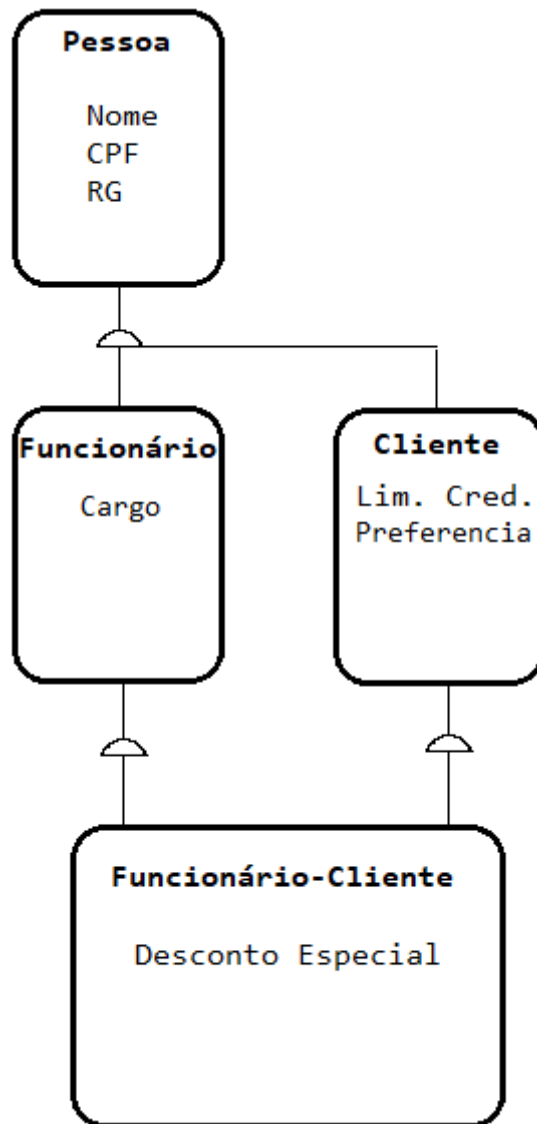 Pessoa
Nome
CPF
RG
Funcionário
Cargo
Cliente
Lim. Cred.
Preferencia
Funcionário-Cliente
Desconto Especial